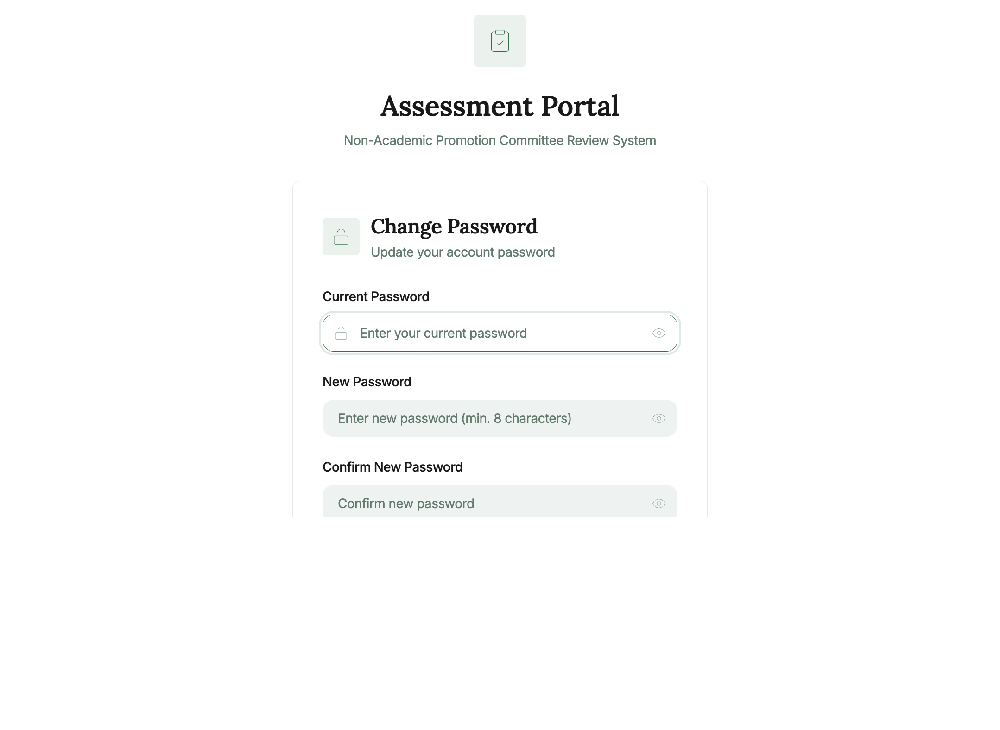 Assessment Portal
Non-Academic Promotion Committee Review System
Change Password
Update your account password
Current Password
Enter your current password
New Password
Enter new password (min. 8 characters)
Confirm New Password
Confirm new password